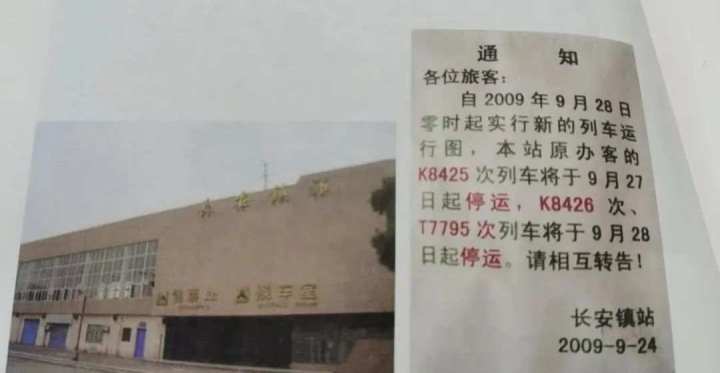 通 知
各位旅客：
自 2009 年 9 月 28 日
零时起实行新的列车运
行图，本站原办客的
K8425 次列车将于 9 月 27
日起停运，K8426 次、
T7795 次列车将于 9 月 28
日起停运。请相互转告！
长安镇站
2009-9-24
候车室